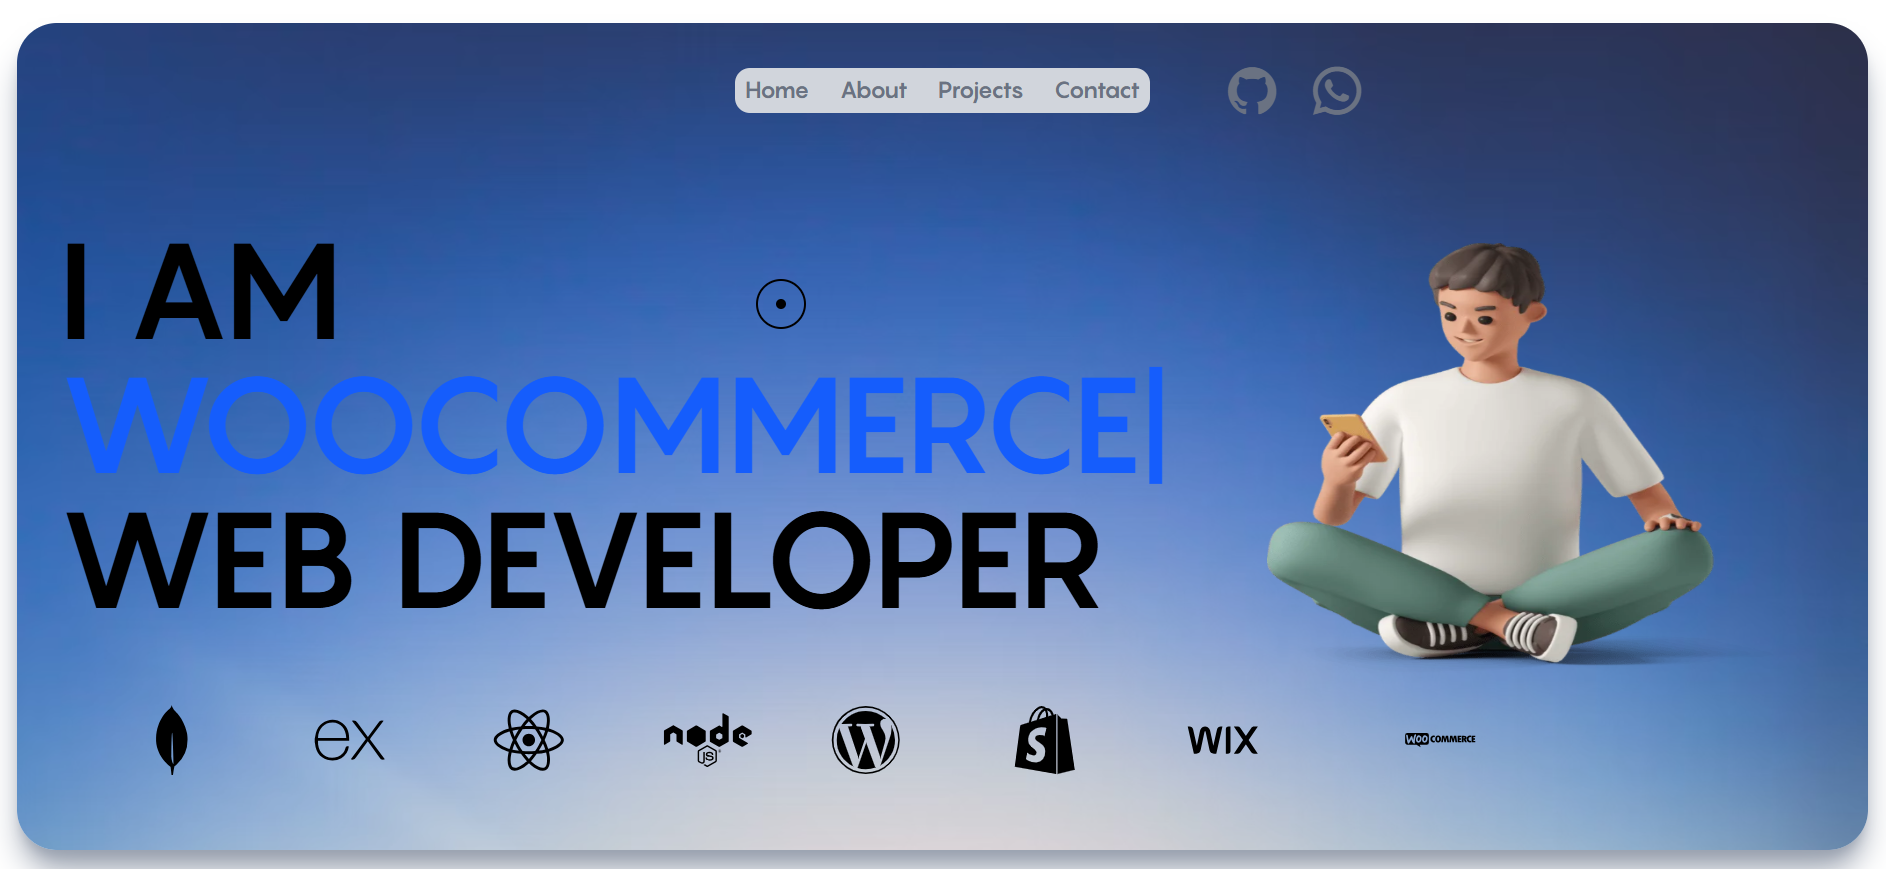 Home About Projects Contact
I AM
WOOCOMMERCE|
WEB DEVELOPER
ex
node
JS
W
S
WIX
WOO COMMERCE